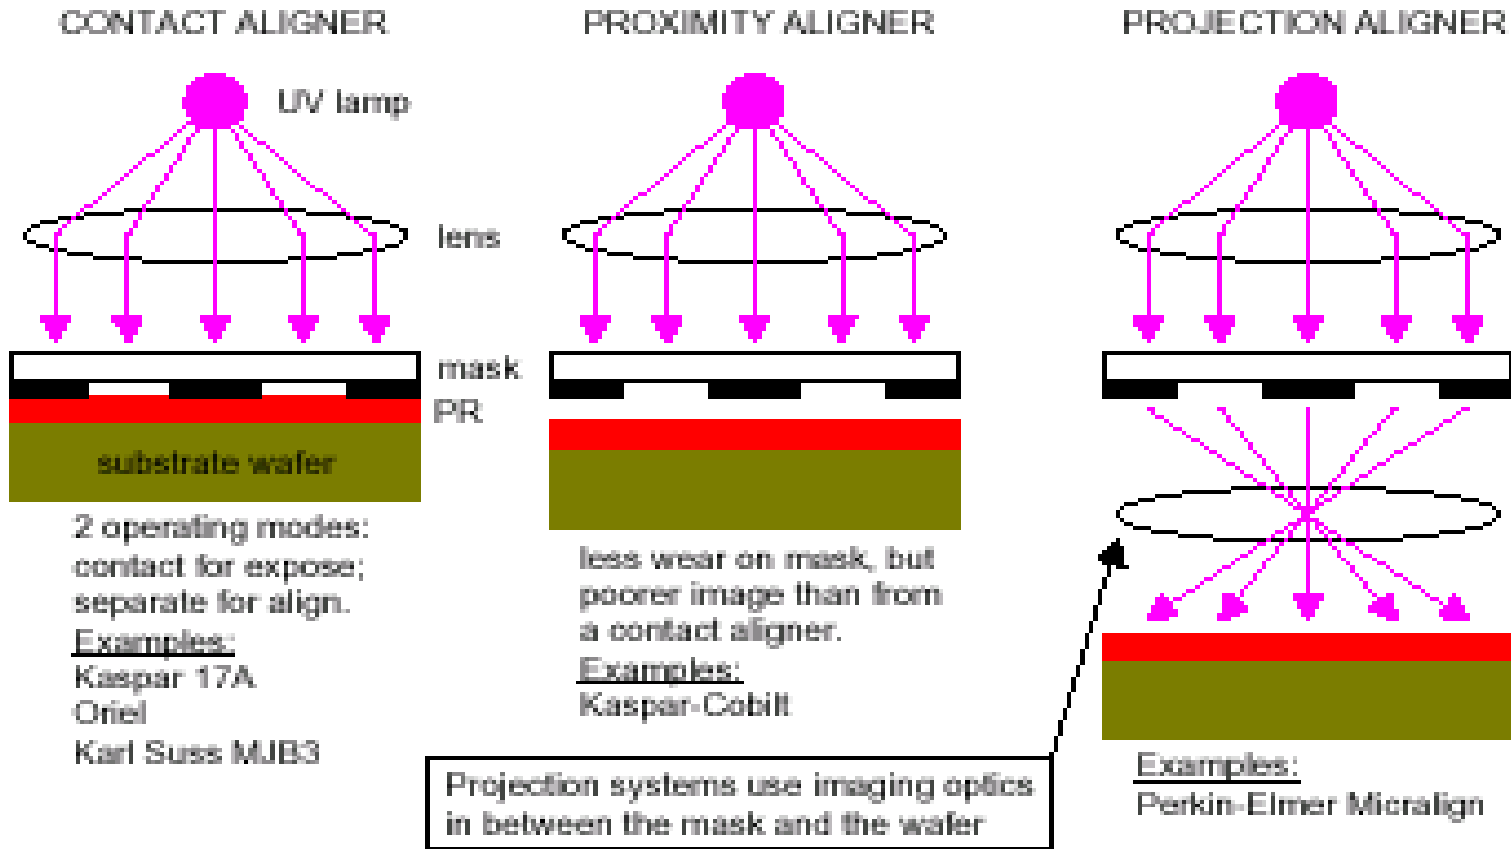 CONTACT ALIGNER
PROXIMITY ALIGNER
PROJECTION ALIGNER
UV lamp
lens
mask
PR
substrate wafer
2 operating modes:
contact for expose;
separate for align.
Examples:
Kaspar 17A
Oriel
Karl Suss MJB3
less wear on mask, but
poorer image than from
a contact aligner.
Examples:
Kaspar-Cobilt
Projection systems use imaging optics
in between the mask and the wafer
Examples:
Perkin-Elmer Micralign